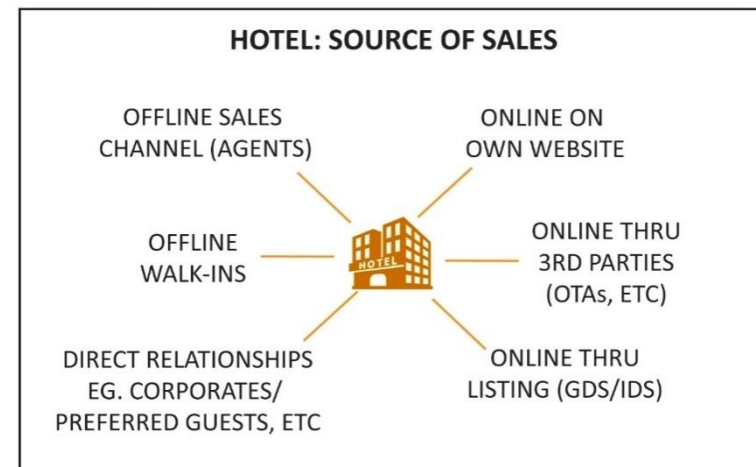 HOTEL: SOURCE OF SALES
OFFLINE SALES
CHANNEL (AGENTS)
ONLINE ON
OWN WEBSITE
OFFLINE
WALK-INS
HOTEL
ONLINE THRU
3RD PARTIES
(OTAs, ETC)
DIRECT RELATIONSHIPS
EG. CORPORATES/
PREFERRED GUESTS, ETC
ONLINE THRU
LISTING (GDS/IDS)